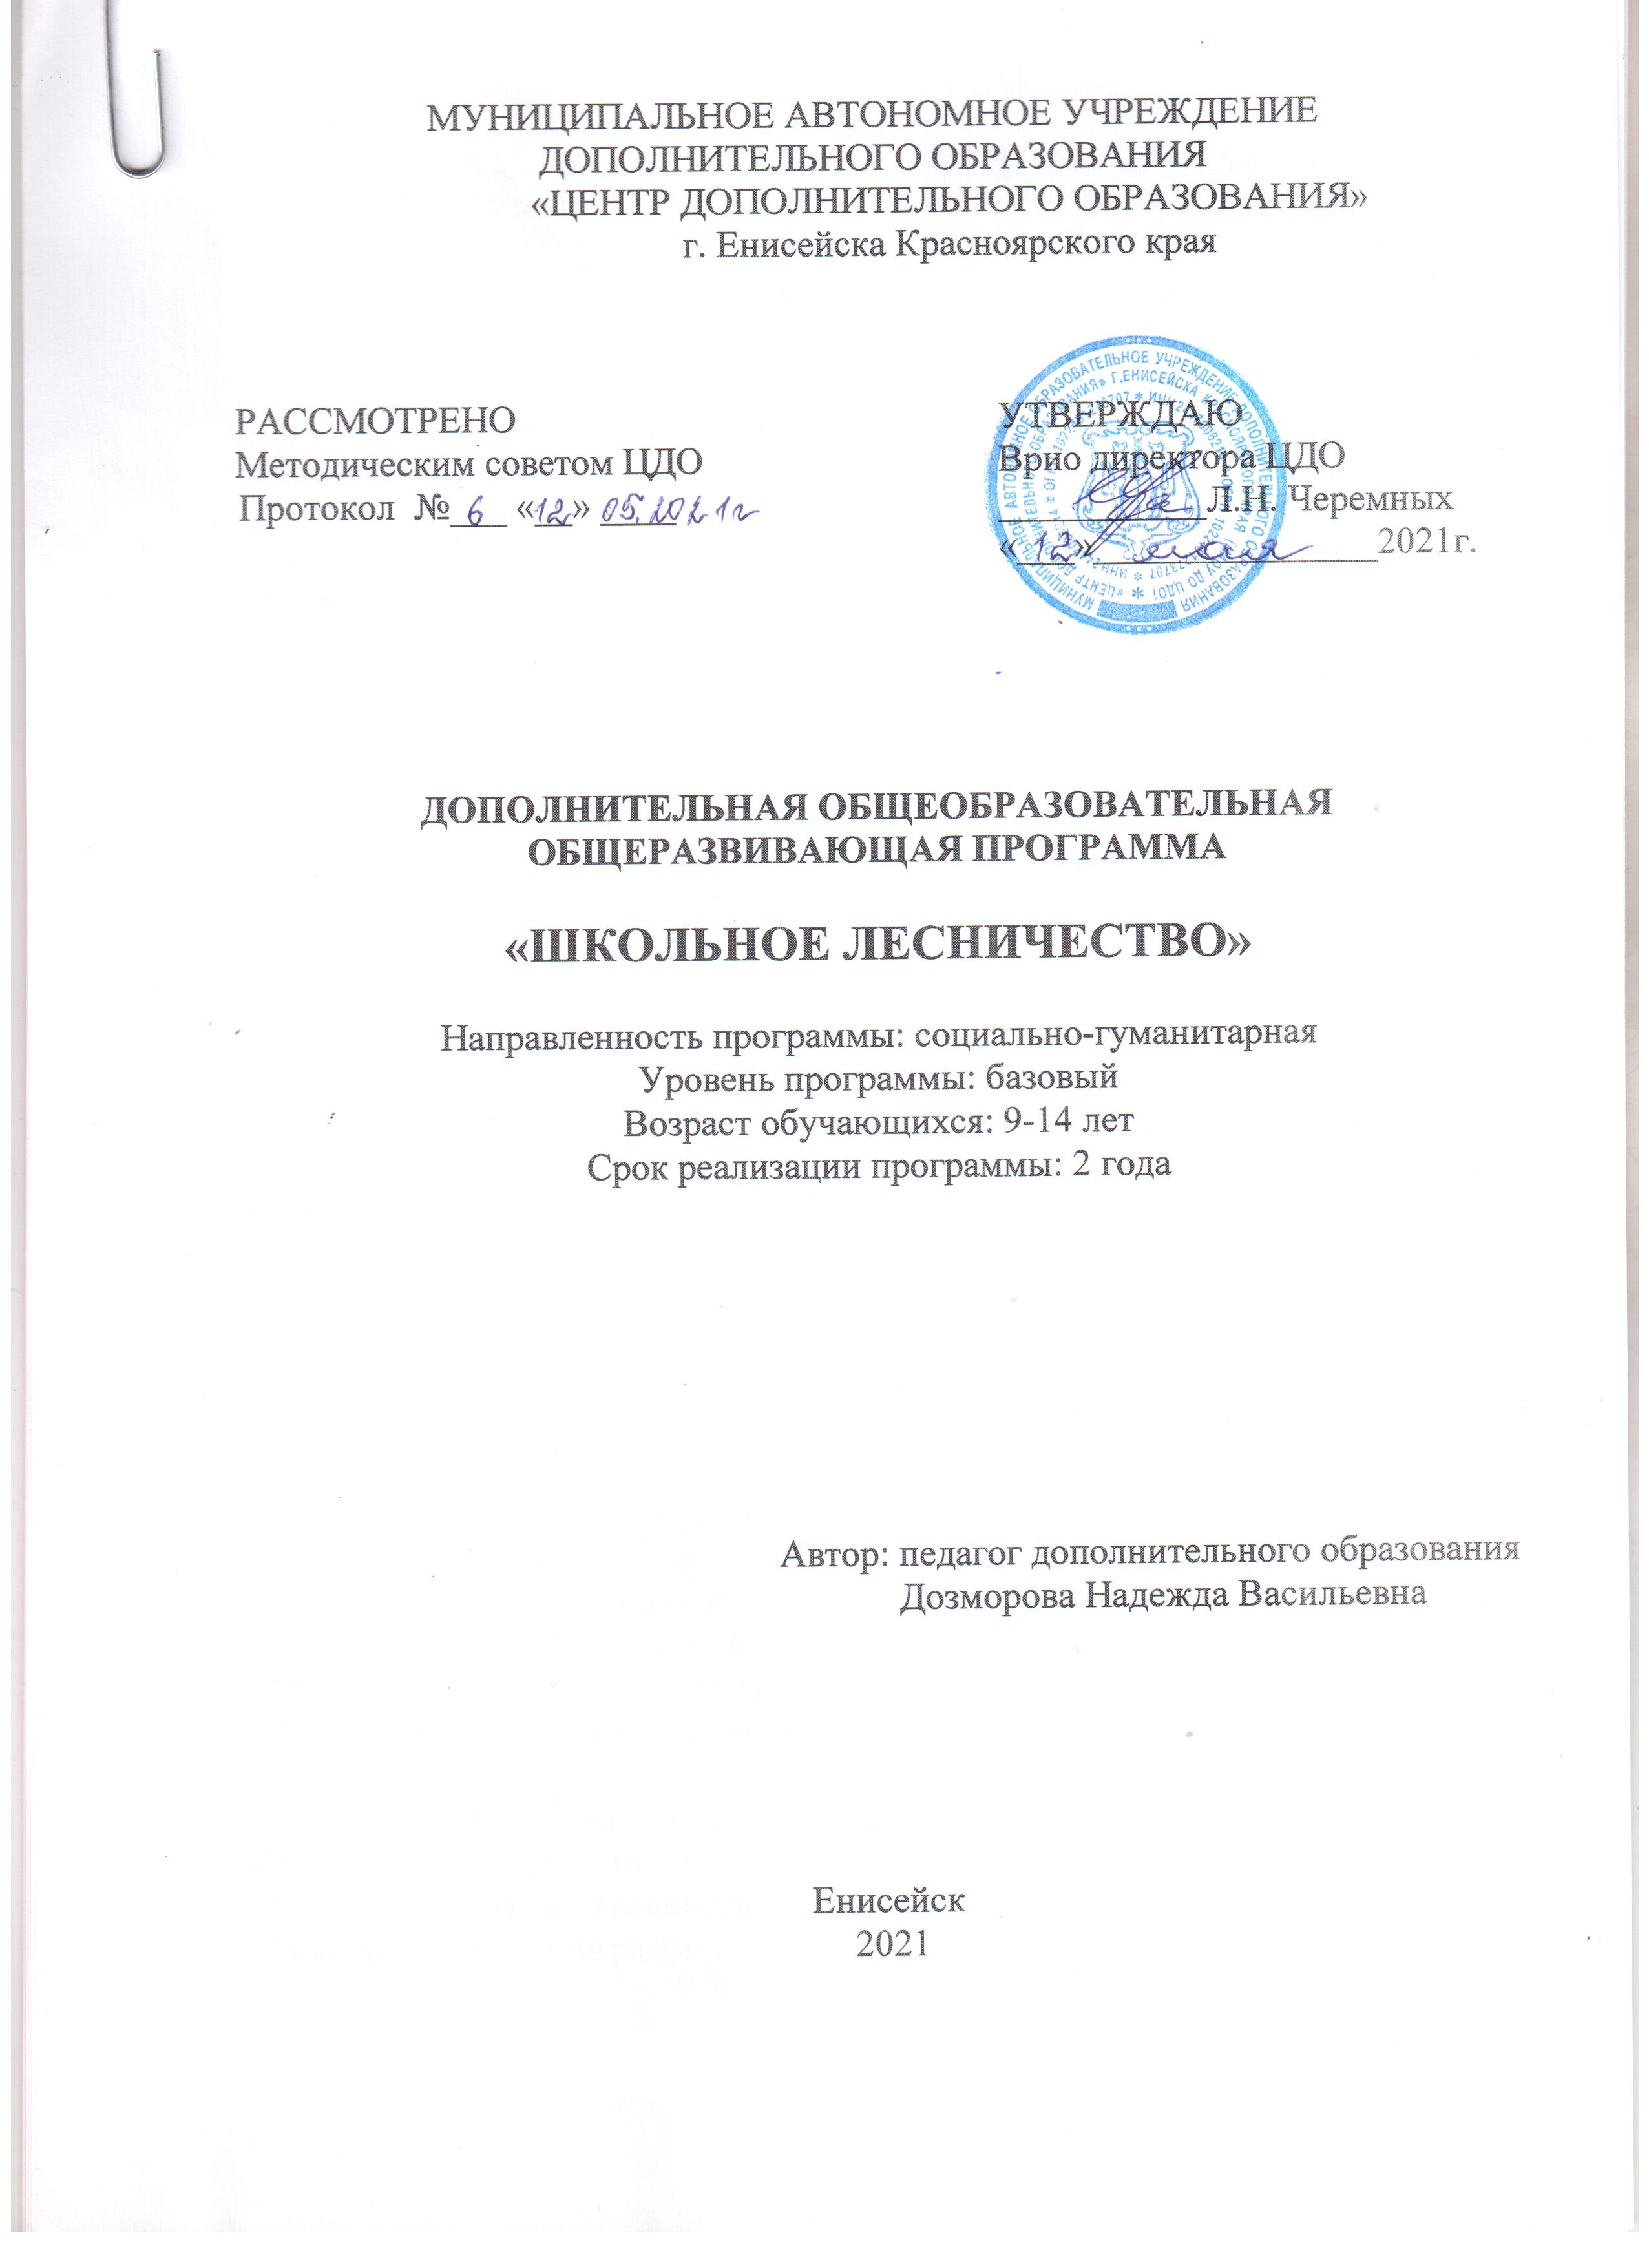 МУНИЦИПАЛЬНОЕ АВТОНОМНОЕ УЧРЕЖДЕНИЕ
ДОПОЛНИТЕЛЬНОГО ОБРАЗОВАНИЯ
«ЦЕНТР ДОПОЛНИТЕЛЬНОГО ОБРАЗОВАНИЯ»
г. Енисейска Красноярского края
РАССМОТРЕНО
Методическим советом ЦДО
Протокол №6 «12» 05.2021г
УТВЕРЖДАЮ
Врио директора ЦДО
Л.Н. Черемных
«12» мая 2021г.
ДОПОЛНИТЕЛЬНАЯ ОБЩЕОБРАЗОВАТЕЛЬНАЯ
ОБЩЕРАЗВИВАЮЩАЯ ПРОГРАММА
«ШКОЛЬНОЕ ЛЕСНИЧЕСТВО»
Направленность программы: социально-гуманитарная
Уровень программы: базовый
Возраст обучающихся: 9-14 лет
Срок реализации программы: 2 года
Автор: педагог дополнительного образования
Дозморова Надежда Васильевна
Енисейск
2021